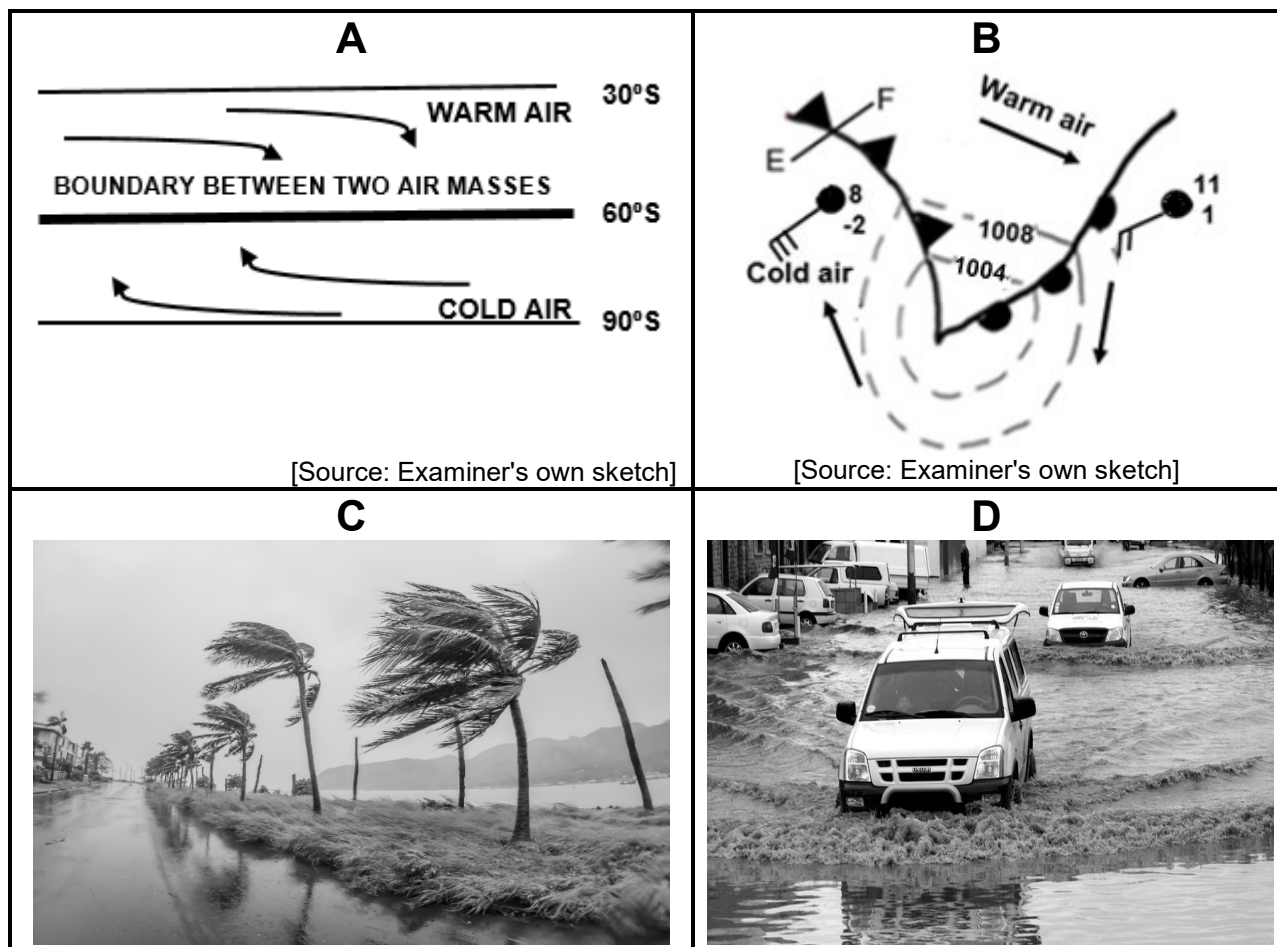 A
30ºS
WARM AIR
BOUNDARY BETWEEN TWO AIR MASSES
60ºS
COLD AIR
90ºS
[Source: Examiner's own sketch]
B
F
E
Warm air
8
-2
11
1
1008
1004
Cold air
[Source: Examiner's own sketch]
C
D
ISUZU